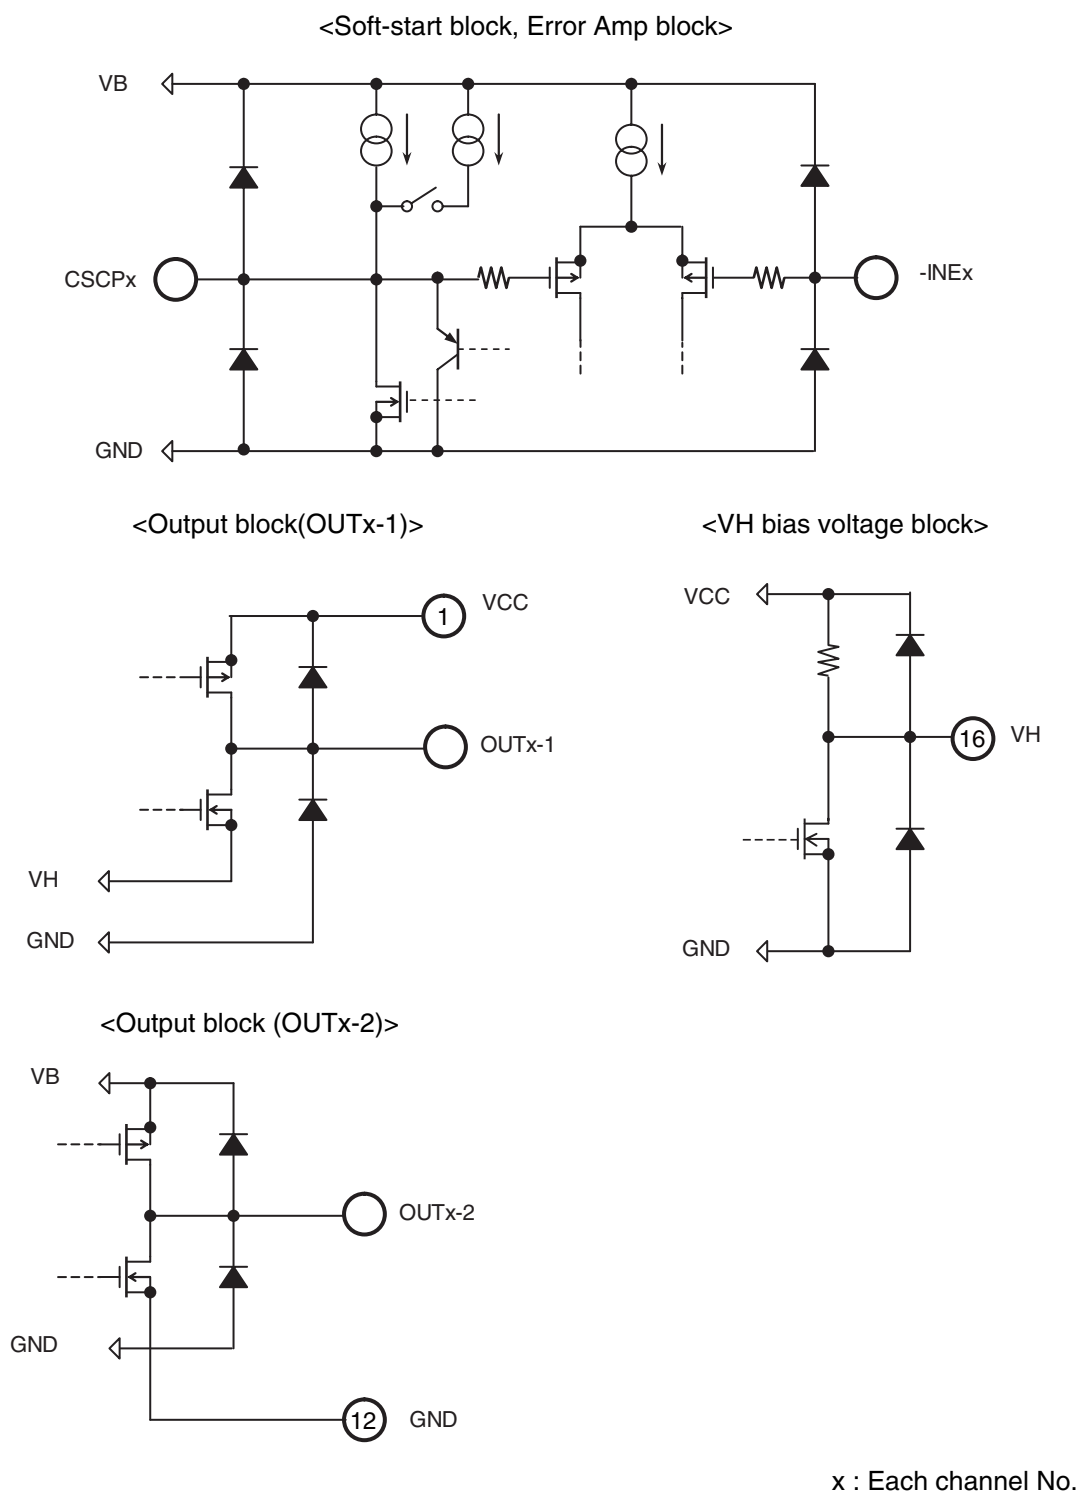 <Soft-start block, Error Amp block>
VB
CSCPx
-INEx
GND
<Output block(OUTx-1)>
1
VCC
OUTx-1
VH
GND
<VH bias voltage block>
VCC
16
VH
GND
<Output block (OUTx-2)>
VB
OUTx-2
GND
12
GND
x : Each channel No.